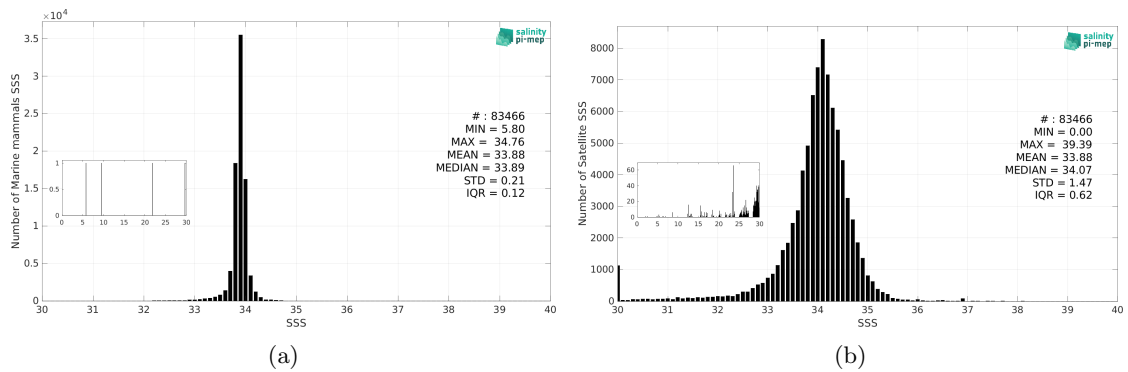 ×10⁴
salinity
pi-mep
Number of Marine mammals SSS
3.5
3
2.5
2
1.5
1
0.5
0
# : 83466
MIN = 5.80
MAX = 34.76
MEAN = 33.88
MEDIAN = 33.89
STD = 0.21
IQR = 0.12
1
0.5
0
0 5 10 15 20 25 30
30 31 32 33 34 35 36 37 38 39 40
SSS
(a)
salinity
pi-mep
Number of Satellite SSS
8000
7000
6000
5000
4000
3000
2000
1000
0
# : 83466
MIN = 0.00
MAX = 39.39
MEAN = 33.88
MEDIAN = 34.07
STD = 1.47
IQR = 0.62
60
40
20
0
0 5 10 15 20 25 30
30 31 32 33 34 35 36 37 38 39 40
SSS
(b)